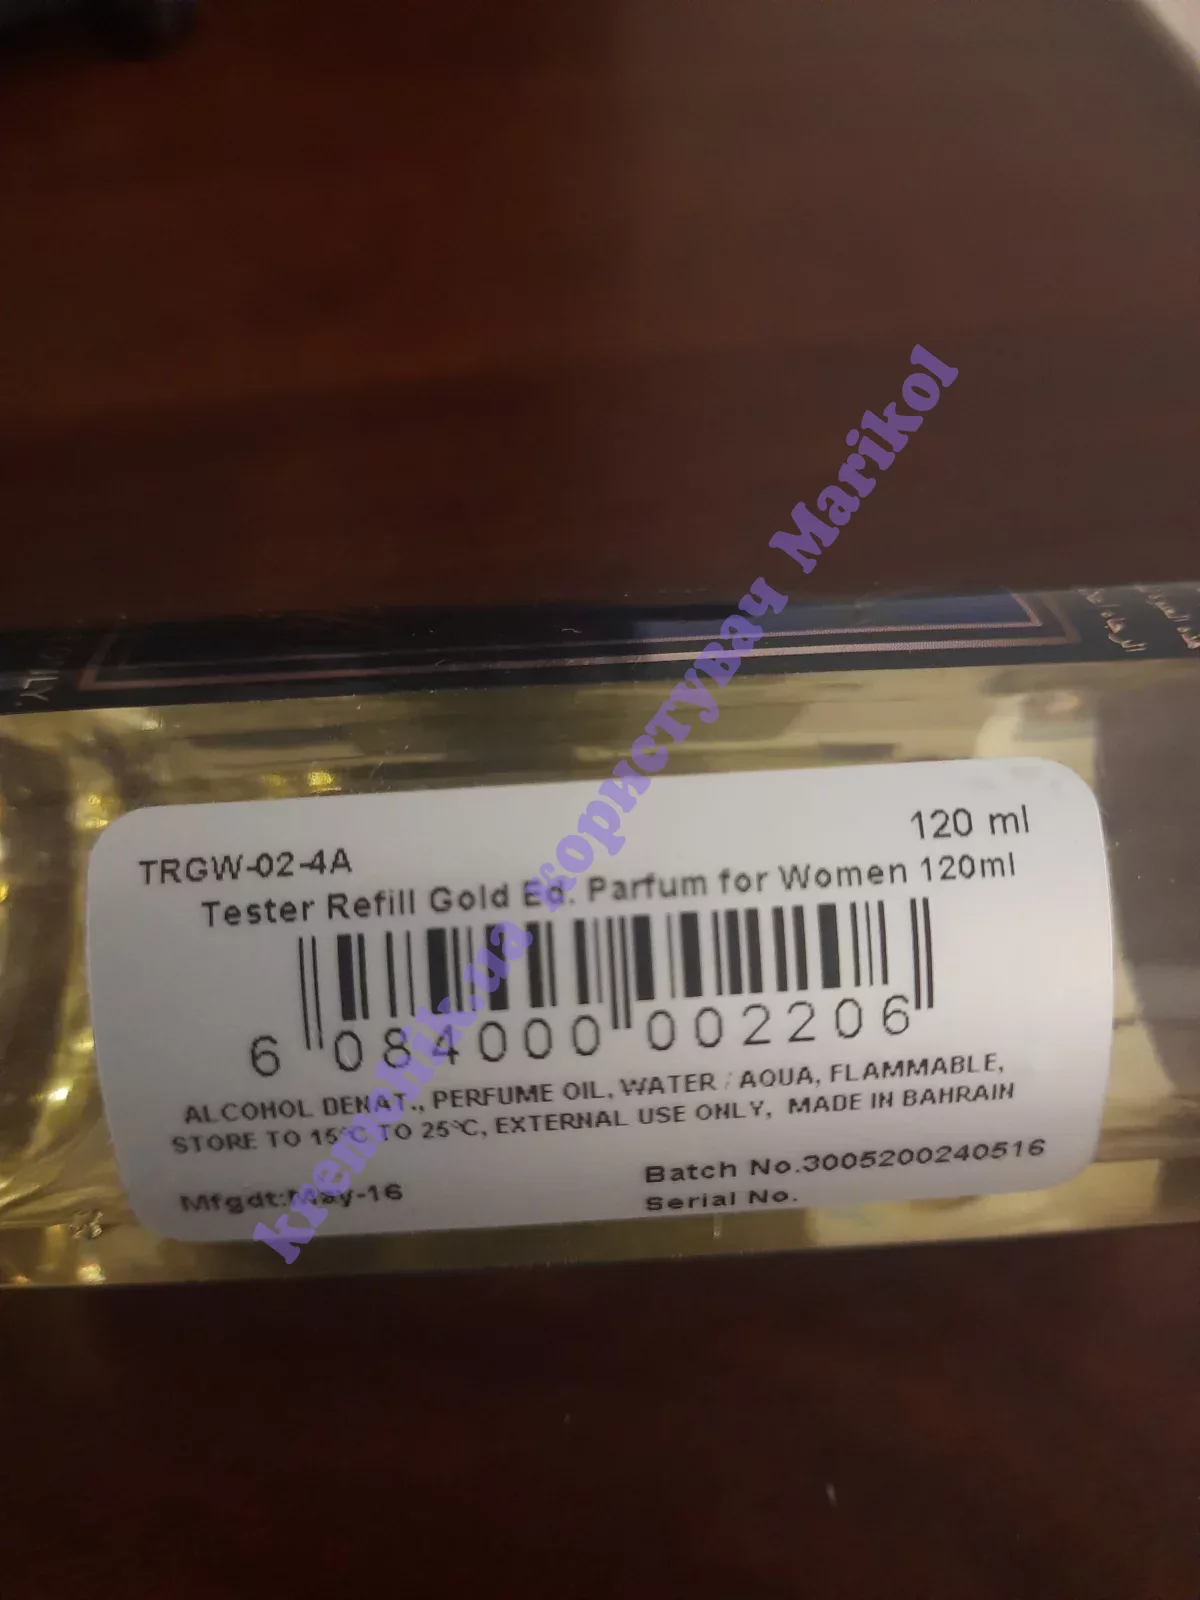 ILY.
TRGW-02-4A
120 ml
Tester Refill Gold Ed. Parfum for Women 120ml
6 084000 002206
ALCOHOL DENAT., PERFUME OIL, WATER / AQUA, FLAMMABLE,
STORE TO 15°C TO 25°C, EXTERNAL USE ONLY, MADE IN BAHRAIN
Mfgdt:May-16
Batch No.3005200240516
Serial No.
kremchik.ua користувач Marikol